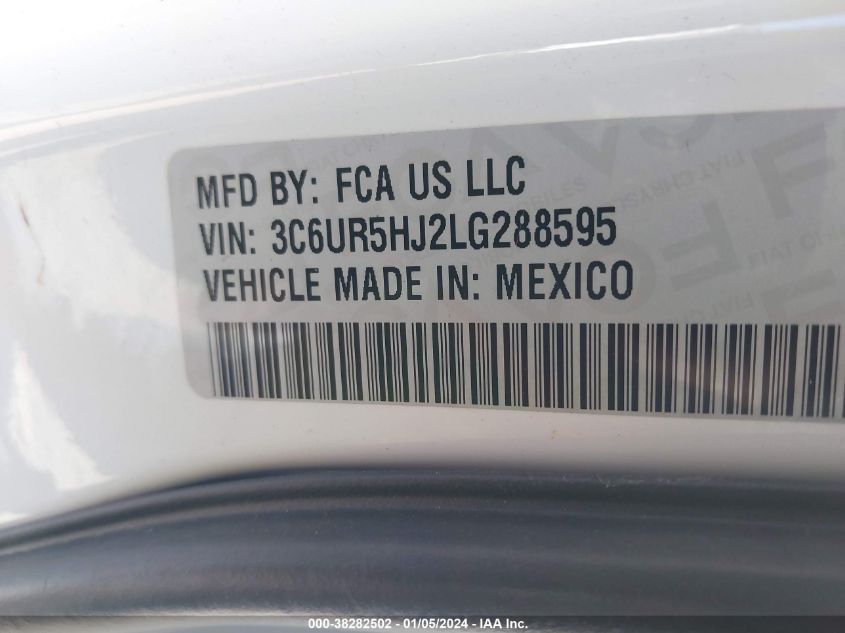 MFD BY: FCA US LLC
VIN: 3C6UR5HJ2LG288595
VEHICLE MADE IN: MEXICO
000-38282502 - 01/05/2024 - IAA Inc.